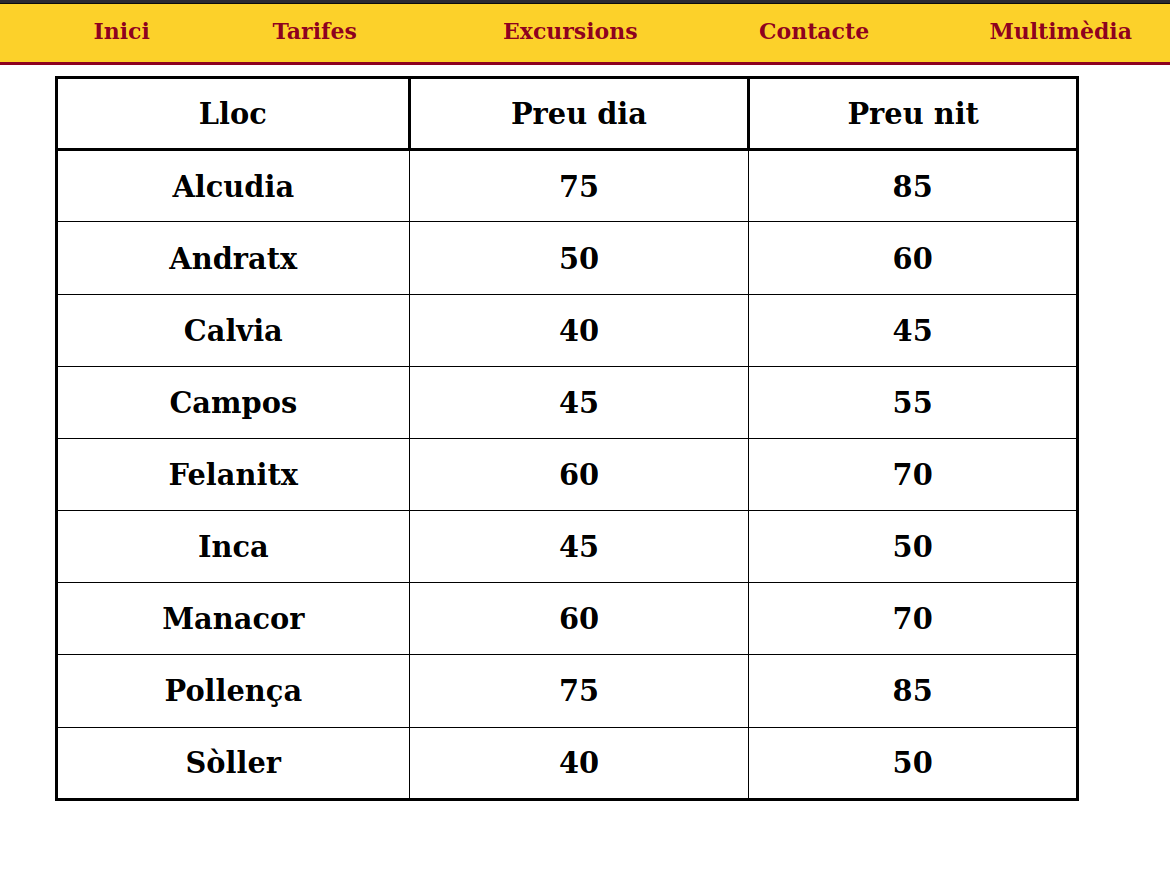 Inici Tarifes Excursions Contacte Multimèdia
Lloc Preu dia Preu nit
Alcudia 75 85
Andratx 50 60
Calvia 40 45
Campos 45 55
Felanitx 60 70
Inca 45 50
Manacor 60 70
Pollença 75 85
Sòller 40 50